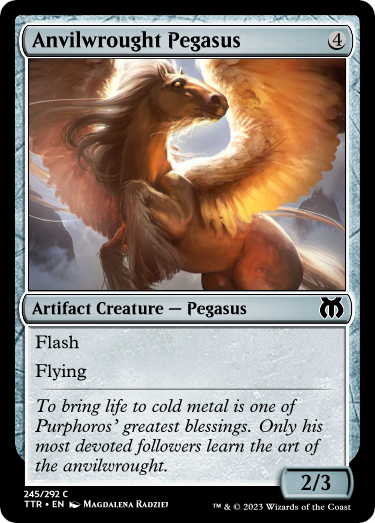 Anvilwrought Pegasus 4
Artifact Creature — Pegasus
Flash
Flying
To bring life to cold metal is one of
Purphoros' greatest blessings. Only his
most devoted followers learn the art of
the anvilwrought.
2/3
245/292 C
TTR • EN Magdalena Radziej
™ & © 2023 Wizards of the Coast